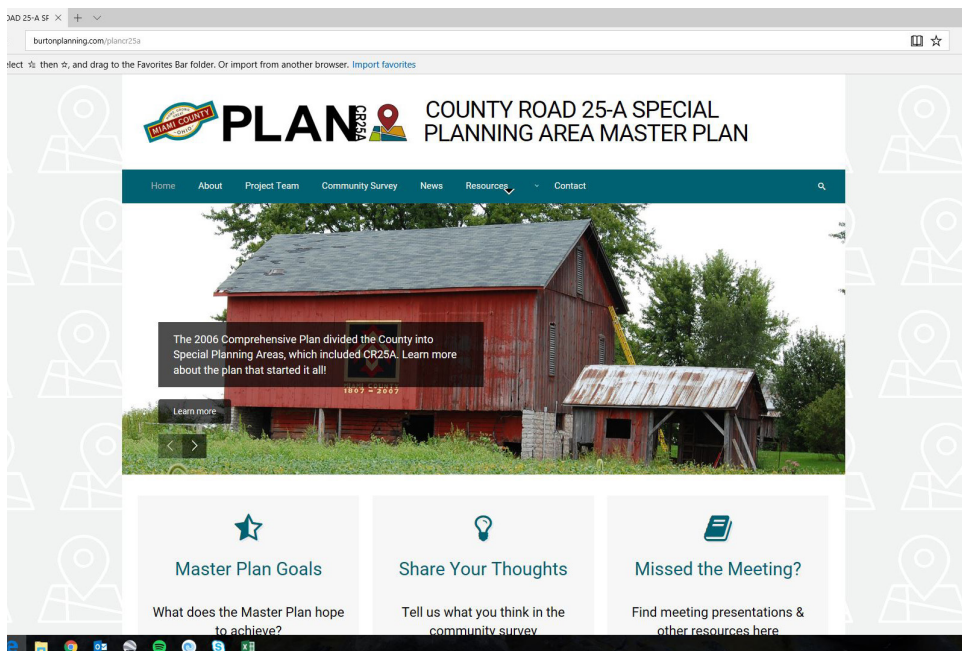 OAD 25-A SF
burtonplanning.com/plancr25a
elect then, and drag to the Favorites Bar folder. Or import from another browser. Import favorites
MIAMI COUNTY
OHIO
PLAN CR25A
COUNTY ROAD 25-A SPECIAL
PLANNING AREA MASTER PLAN
Home About Project Team Community Survey News Resources Contact
The 2006 Comprehensive Plan divided the County into
Special Planning Areas, which included CR25A. Learn more
about the plan that started it all!
MIAMI COUNTY
1807 - 2007
Learn more
Master Plan Goals
What does the Master Plan hope
to achieve?
Share Your Thoughts
Tell us what you think in the
community survey
Missed the Meeting?
Find meeting presentations &
other resources here